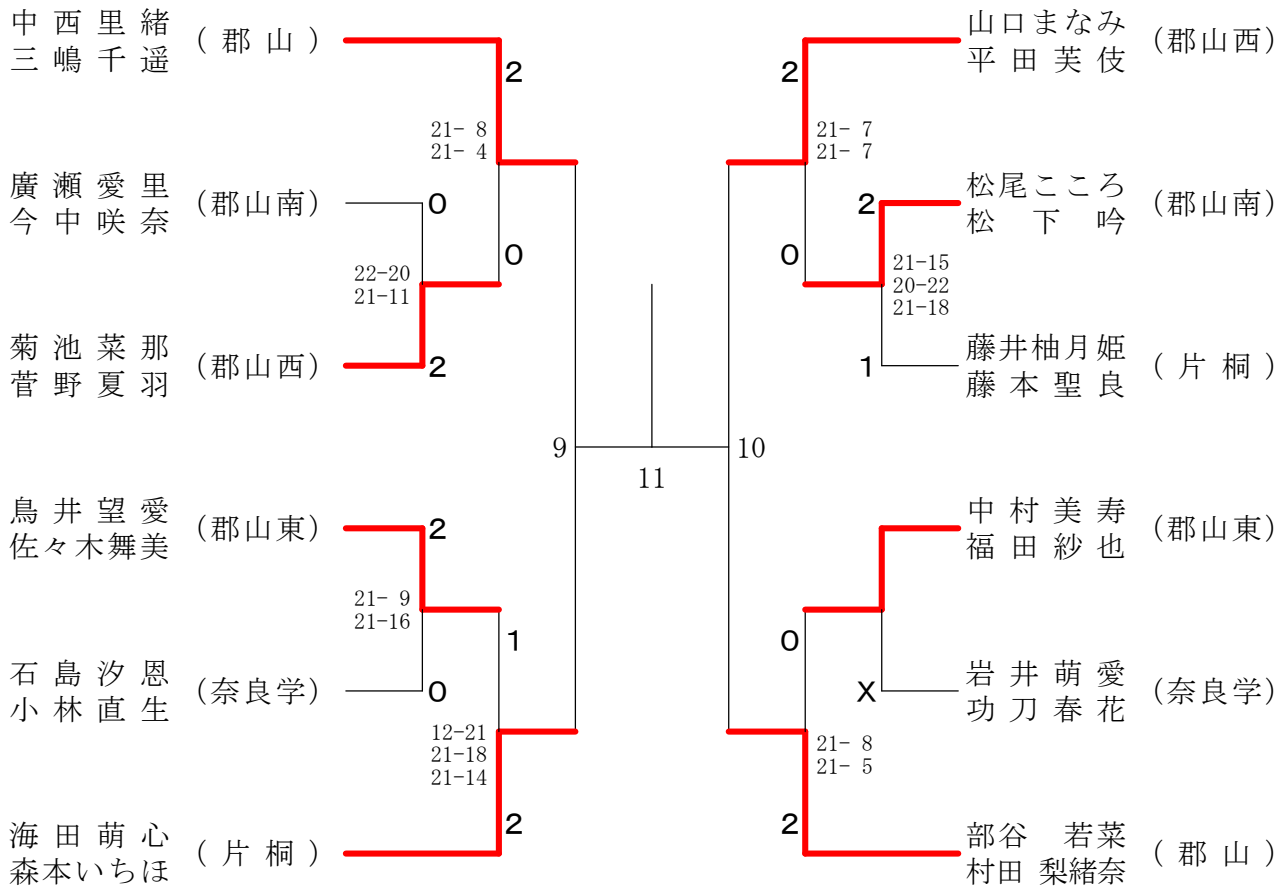 中西里緒
三嶋千遥
(郡山)
2
21- 8
21- 4
廣瀬愛里
今中咲奈
(郡山南)
0
0
22-20
21-11
菊池菜那
菅野夏羽
(郡山西)
2
9
鳥井望愛
佐々木舞美
(郡山東)
2
21- 9
21-16
1
石島汐恩
小林直生
(奈良学)
0
12-21
21-18
21-14
海田萌心
森本いちほ
(片桐)
2
11
山口まなみ
平田芙伎
(郡山西)
2
21- 7
21- 7
松尾こころ
松下吟
(郡山南)
2
0
21-15
20-22
21-18
藤井柚月姫
藤本聖良
(片桐)
1
10
中村美寿
福田紗也
(郡山東)
0
岩井萌愛
功刀春花
(奈良学)
X
21- 8
21- 5
部谷 若菜
村田 梨緒奈
(郡山)
2